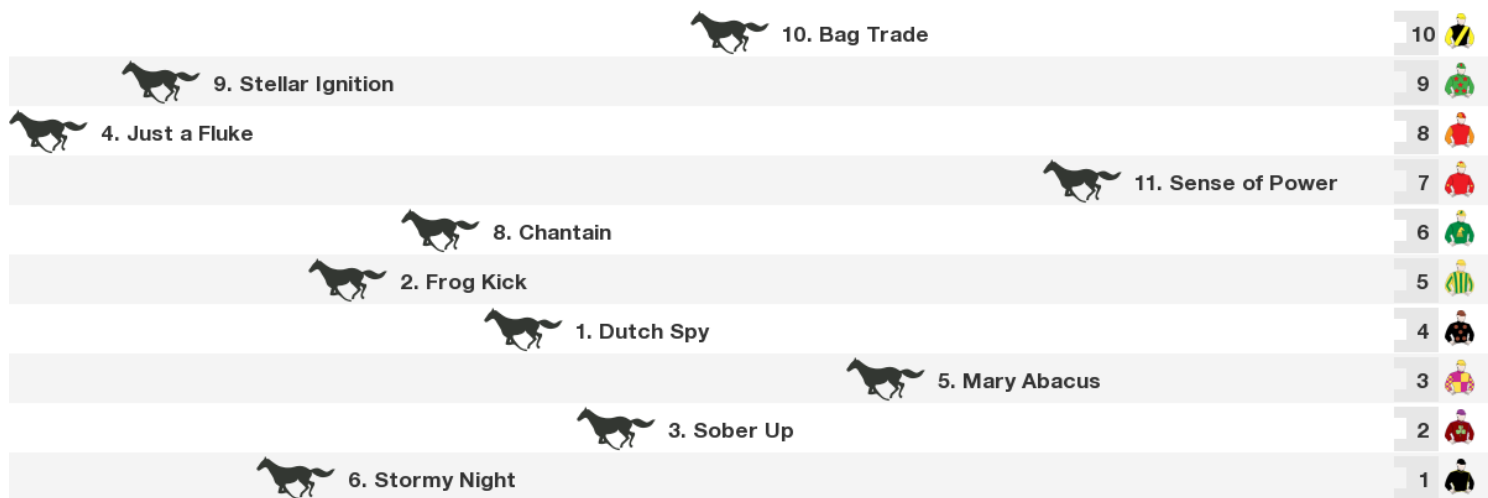 10. Bag Trade 10
9. Stellar Ignition 9
4. Just a Fluke 8
11. Sense of Power 7
8. Chantain 6
2. Frog Kick 5
1. Dutch Spy 4
5. Mary Abacus 3
3. Sober Up 2
6. Stormy Night 1